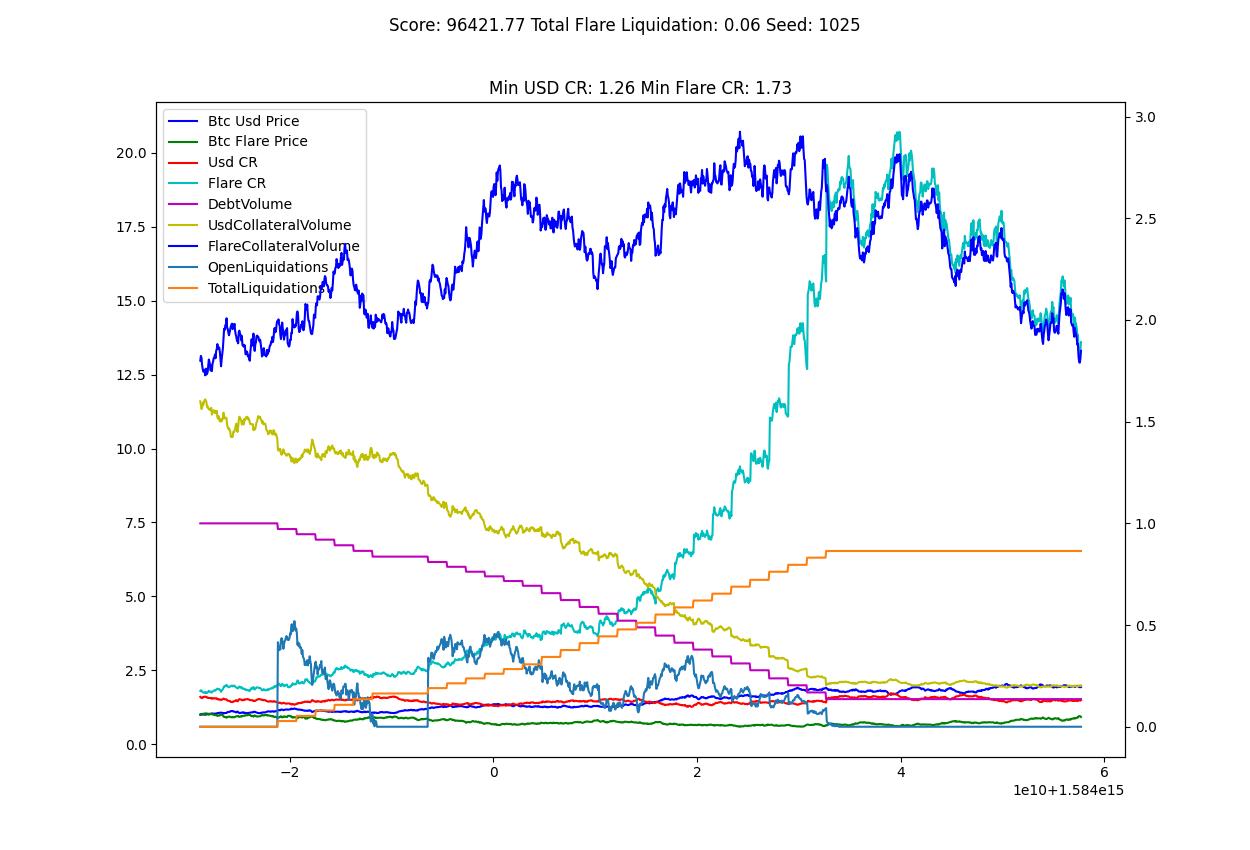 Score: 96421.77 Total Flare Liquidation: 0.06 Seed: 1025
Min USD CR: 1.26 Min Flare CR: 1.73
Btc Usd Price
Btc Flare Price
Usd CR
Flare CR
DebtVolume
UsdCollateralVolume
FlareCollateralVolume
OpenLiquidations
TotalLiquidations
20.0
17.5
15.0
12.5
10.0
7.5
5.0
2.5
0.0
3.0
2.5
2.0
1.5
1.0
0.5
0.0
−2 0 2 4 6
1e10+1.584e15